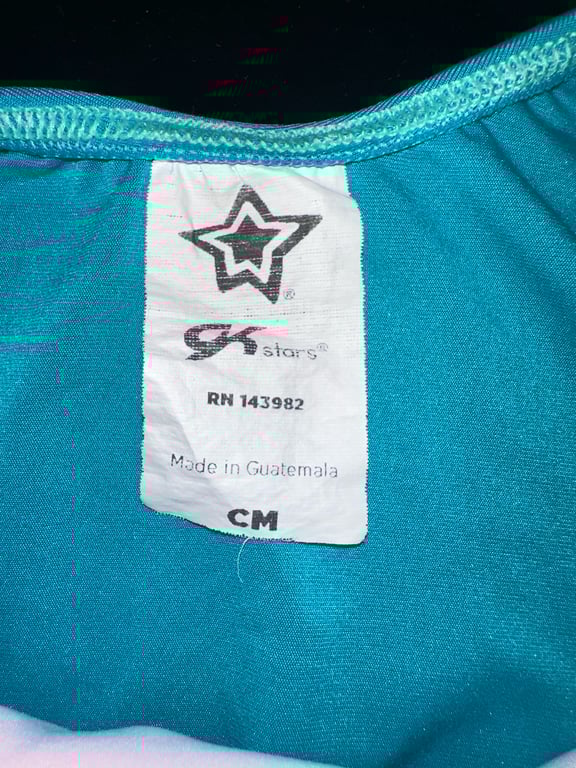 ®
GK stars®
RN 143982
Made in Guatemala
CM